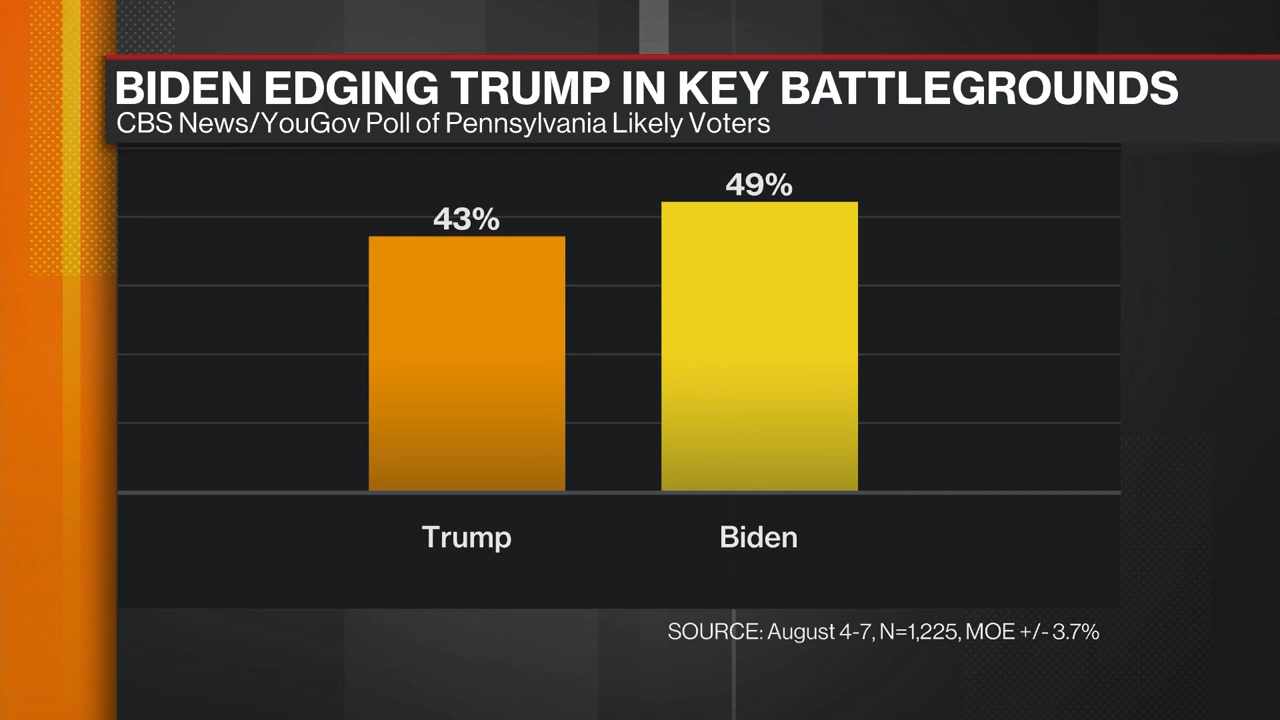 BIDEN EDGING TRUMP IN KEY BATTLEGROUNDS
CBS News/YouGov Poll of Pennsylvania Likely Voters
43%
49%
Trump
Biden
SOURCE: August 4-7, N=1,225, MOE +/- 3.7%